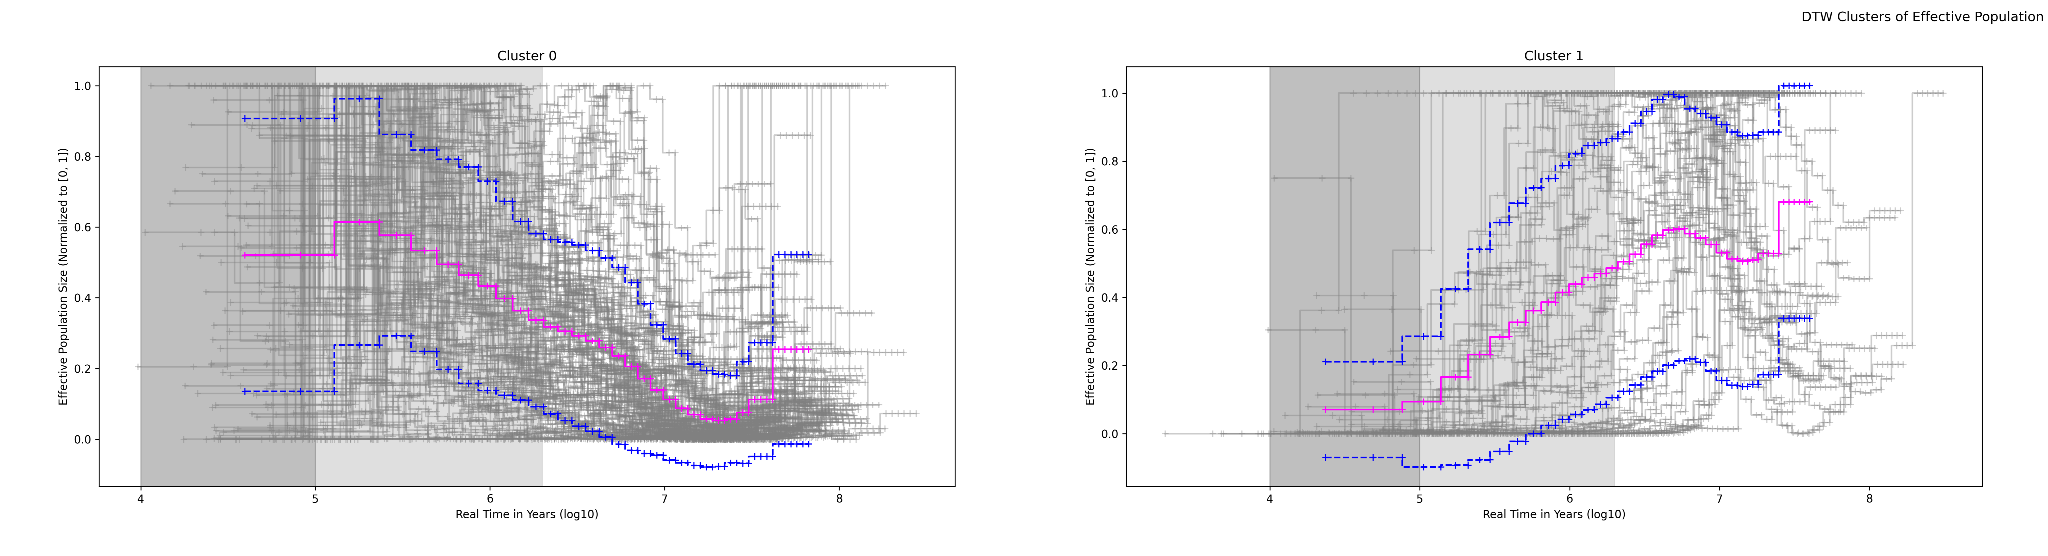 DTW Clusters of Effective Population
Cluster 0
1.0
0.8
0.6
0.4
0.2
0.0
Effective Population Size (Normalized to [0, 1])
4 5 6 7 8
Real Time in Years (log10)
Cluster 1
1.0
0.8
0.6
0.4
0.2
0.0
Effective Population Size (Normalized to [0, 1])
4 5 6 7 8
Real Time in Years (log10)